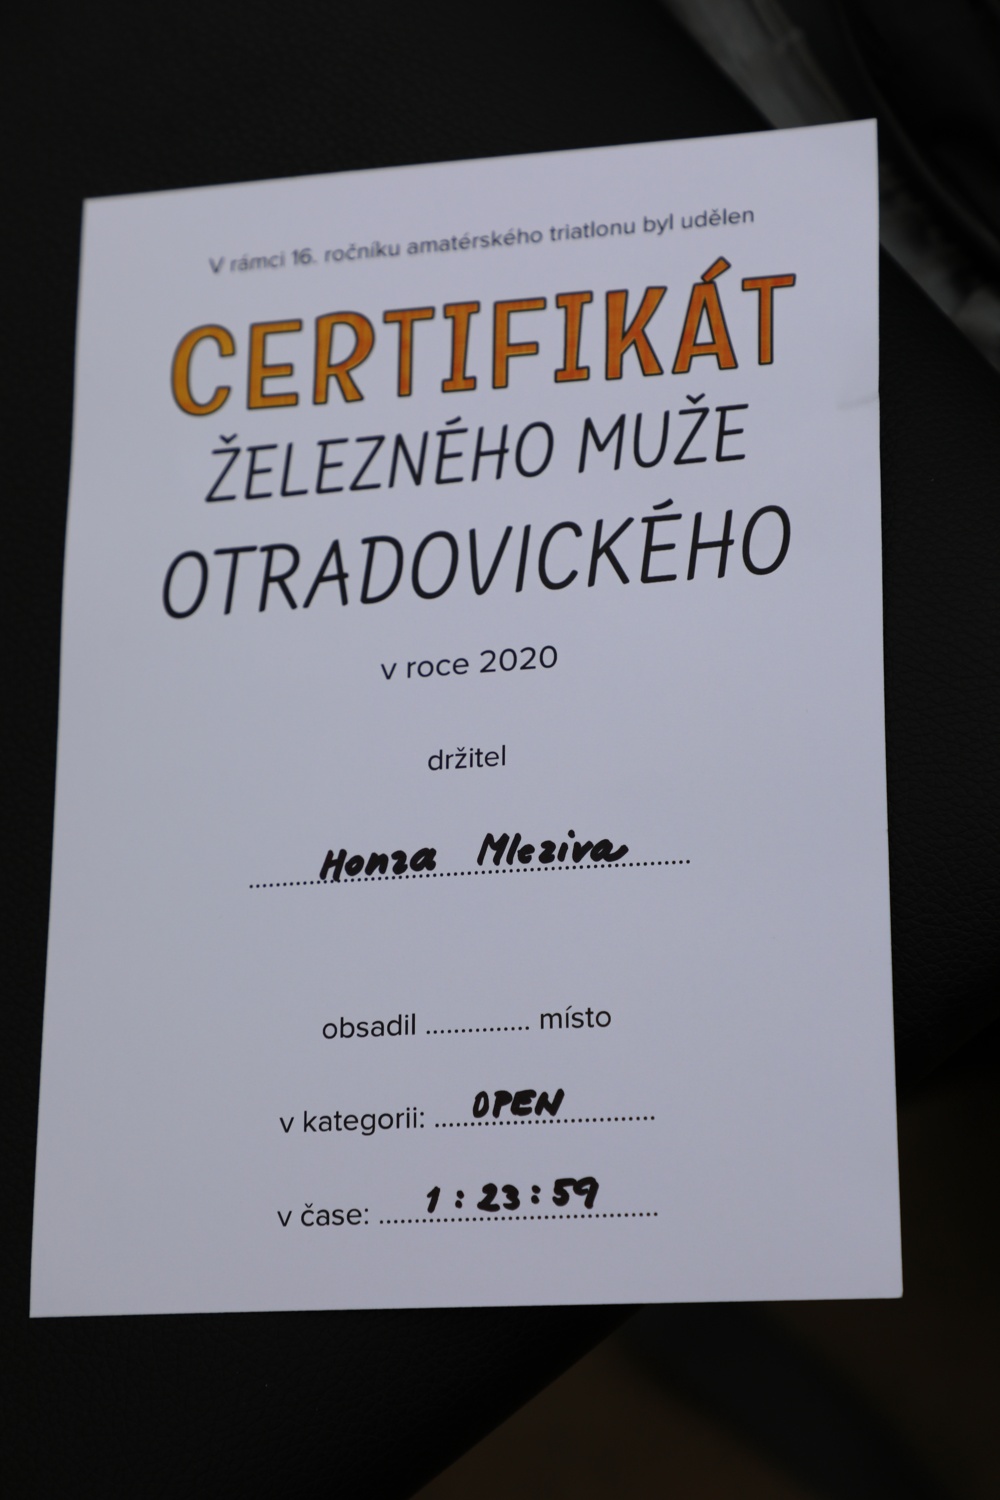 V rámci 16. ročníku amatérského triatlonu byl udělen
CERTIFIKÁT
ŽELEZNÉHO MUŽE
OTRADOVICKÉHO
v roce 2020
držitel
Honza Mleziva
obsadil ............... místo
v kategorii: OPEN
v čase: 1:23:59